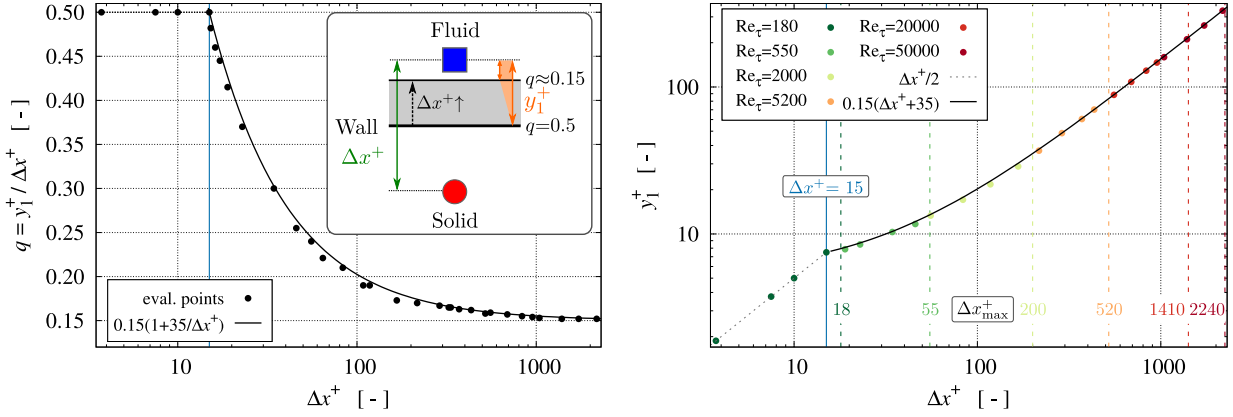 0.50
0.45
0.40
0.35
0.30
0.25
0.20
0.15
q = y₁⁺ / Δx⁺ [-]
10
100
1000
Δx⁺ [-]
eval. points
0.15(1+35/Δx⁺)
Fluid
q≈0.15
Δx⁺↑
y₁⁺
Wall
q=0.5
Δx⁺
Solid
100
10
y₁⁺ [-]
Reτ=180
Reτ=20000
Reτ=550
Reτ=50000
Reτ=2000
Δx⁺/2
Reτ=5200
0.15(Δx⁺+35)
Δx⁺= 15
18
55
Δx⁺max
200
520
1410
2240
10
100
1000
Δx⁺ [-]